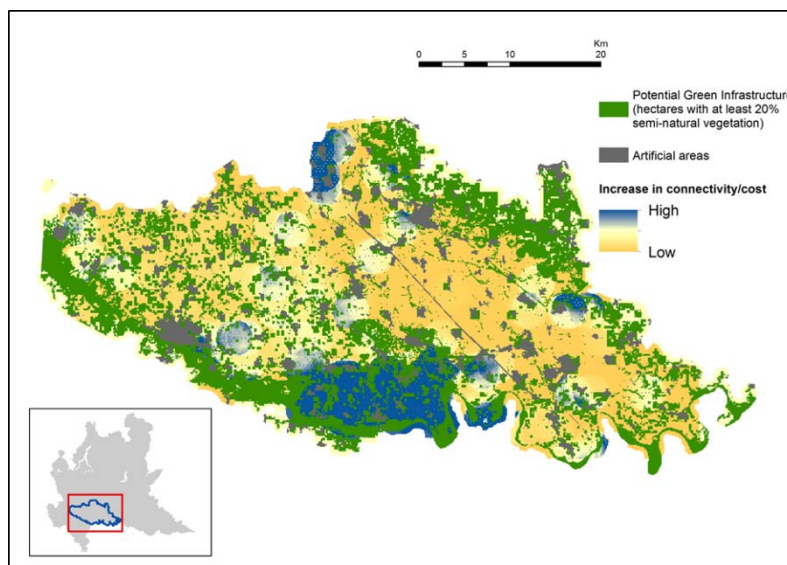 Km
0 5 10 20
Potential Green Infrastructure
(hectares with at least 20%
semi-natural vegetation)
Artificial areas
Increase in connectivity/cost
High
Low